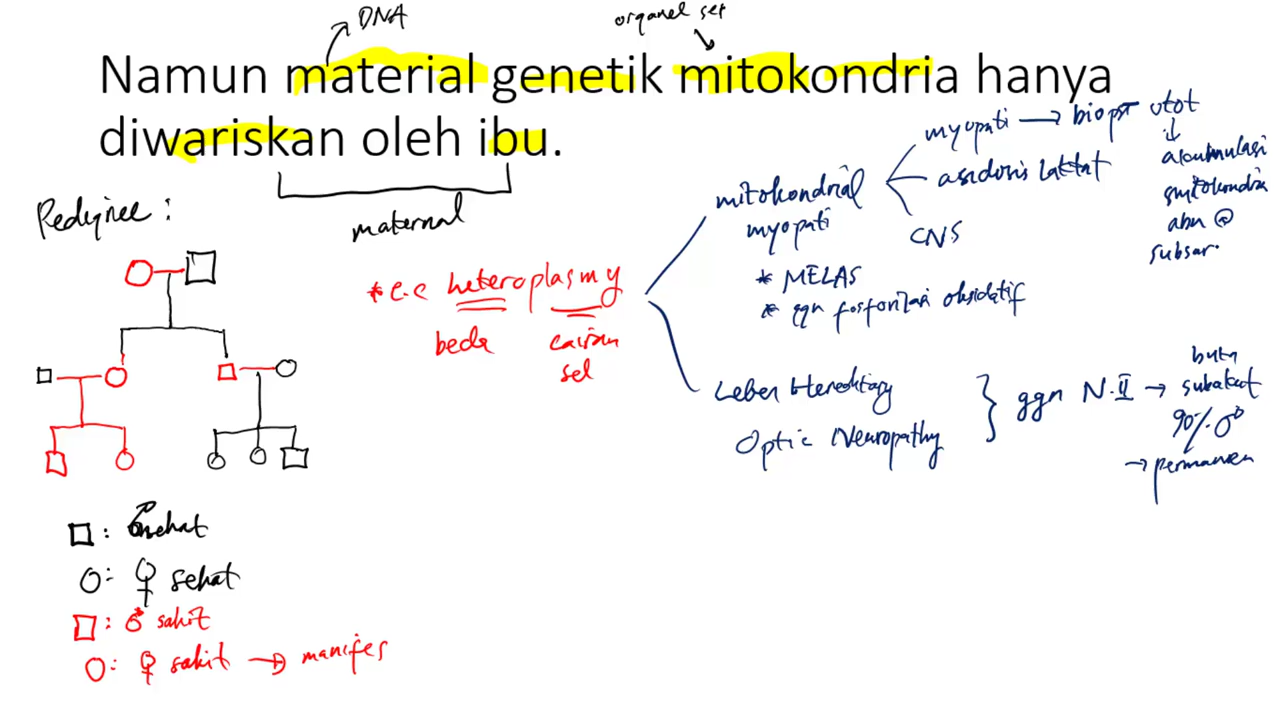 DNA
organel sel
Namun material genetik mitokondria hanya
diwariskan oleh ibu.
maternal
Pedigree :
* e.c heteroplasmy
beda
cairan
sel
mitokondrial
myopati
* MELAS
* ggn fosforilasi oksidatif
myopati → biopsi otot
asidosis laktat
CNS
akumulasi
mitokondria
abn @
subsar
Leber Hereditary
Optic Neuropathy
ggn N.II →
buta
subakut
90% ♂
→ permanen
□ : ♂ sehat
○ : ♀ sehat
□ : ♂ sakit
○ : ♀ sakit → manifes